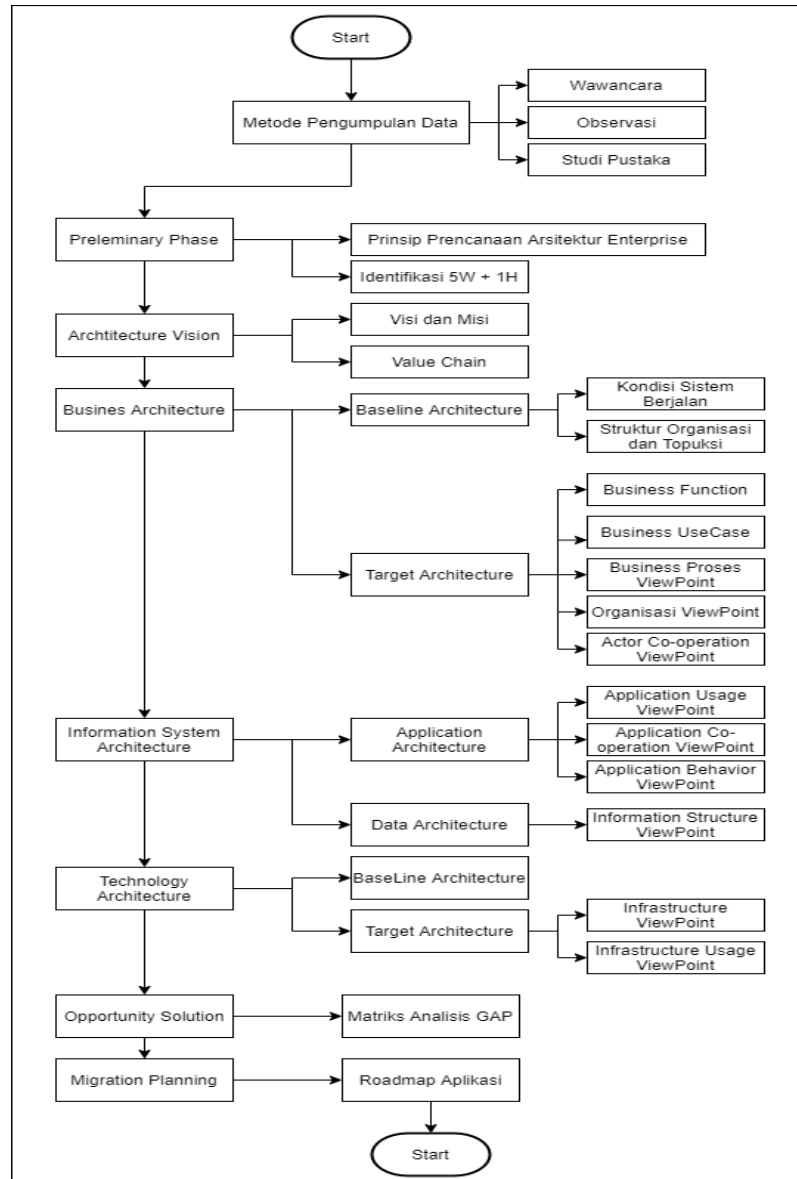 Start
Metode Pengumpulan Data
Wawancara
Observasi
Studi Pustaka
Preleminary Phase
Prinsip Prencanaan Arsitektur Enterprise
Identifikasi 5W + 1H
Archtitecture Vision
Visi dan Misi
Value Chain
Busines Architecture
Baseline Architecture
Kondisi Sistem
Berjalan
Struktur Organisasi
dan Topuksi
Target Architecture
Business Function
Business UseCase
Business Proses
ViewPoint
Organisasi ViewPoint
Actor Co-operation
ViewPoint
Information System
Architecture
Application
Architecture
Application Usage
ViewPoint
Application Co-
operation ViewPoint
Application Behavior
ViewPoint
Data Architecture
Information Structure
ViewPoint
Technology
Architecture
BaseLine Architecture
Target Architecture
Infrastructure
ViewPoint
Infrastructure Usage
ViewPoint
Opportunity Solution
Matriks Analisis GAP
Migration Planning
Roadmap Aplikasi
Start